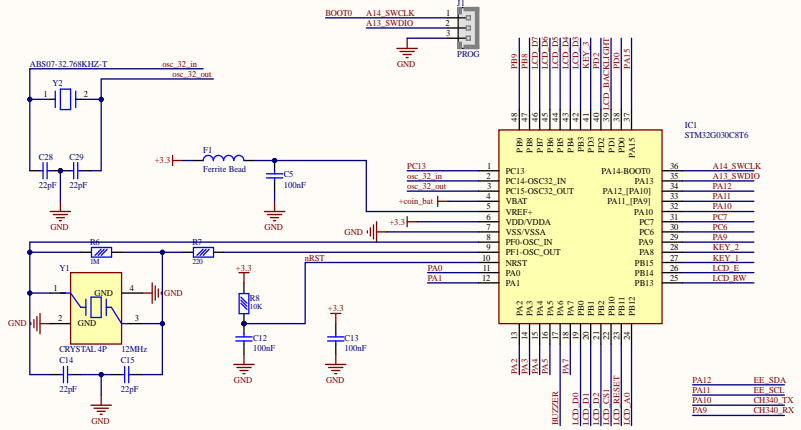 J1
BOOT0 A14_SWCLK 1
A13_SWDIO 2
3
GND PROG
ABS07-32.768KHZ-T osc_32_in
osc_32_out
Y2
1 2
C28 C29
22pF 22pF
GND
+3.3 F1
Ferrite Bead
C5
100nF
GND
PB9 PB8 LCD_D7 LCD_D6 LCD_D5 LCD_D4 LCD_D3 KEY_3 PD2 LCD_BACKLIGHT PD0 PA15
48 47 46 45 44 43 42 41 40 39 38 37
PB9 PB8 PB7 PB6 PB5 PB4 PB3 PD3 PD2 PD1 PD0 PA15
IC1
STM32G030C8T6
PC13 1 PC13 PA14-BOOT0 36 A14_SWCLK
osc_32_in 2 PC14-OSC32_IN PA13 35 A13_SWDIO
osc_32_out 3 PC15-OSC32_OUT PA12_[PA10] 34 PA12
+coin_bat 4 VBAT PA11_[PA9] 33 PA11
5 VREF+ PA10 32 PA10
+3.3 6 VDD/VDDA PC7 31 PC7
GND 7 VSS/VSSA PC6 30 PC6
8 PF0-OSC_IN PA9 29 PA9
9 PF1-OSC_OUT PA8 28 KEY_2
nRST 10 NRST PB15 27 KEY_1
PA0 11 PA0 PB14 26 LCD_E
PA1 12 PA1 PB13 25 LCD_RW
PA2 PA3 PA4 PA5 PA6 PA7 PB0 PB1 PB2 PB10 PB11 PB12
13 14 15 16 17 18 19 20 21 22 23 24
PA2 PA3 PA4 PA5 BUZZER PA7 LCD_D0 LCD_D1 LCD_D2 LCD_CS1 LCD_RESET LCD_A0
R6 R7
1M 220
Y1
1 GND 4 GND
GND 2 GND 3
CRYSTAL 4P 12MHz
C14 C15
22pF 22pF
GND
+3.3
R8
10K
C12
100nF
GND
+3.3
C13
100nF
GND
PA12 EE_SDA
PA11 EE_SCL
PA10 CH340_TX
PA9 CH340_RX